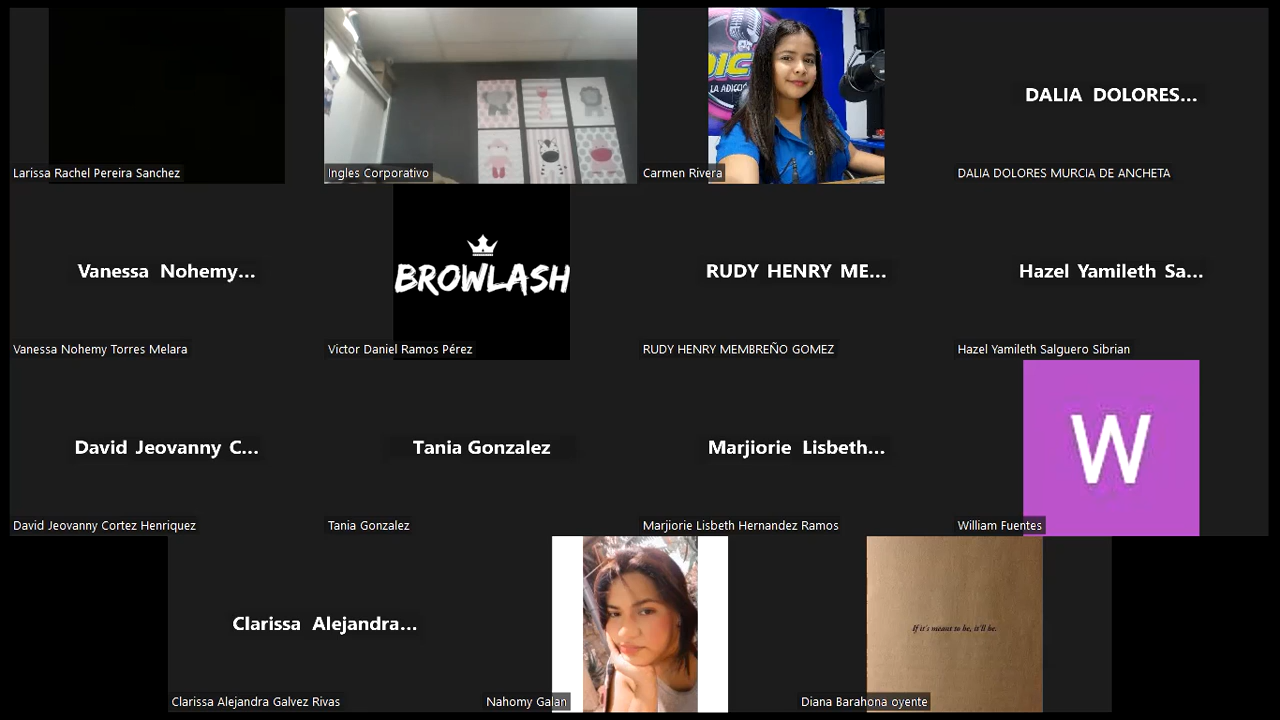 DALIA DOLORES...
Larissa Rachel Pereira Sanchez
Ingles Corporativo
Carmen Rivera
DALIA DOLORES MURCIA DE ANCHETA
Vanessa Nohemy...
BROWLASH
RUDY HENRY ME...
Hazel Yamileth Sa...
Vanessa Nohemy Torres Melara
Victor Daniel Ramos Pérez
RUDY HENRY MEMBREÑO GOMEZ
Hazel Yamileth Salguero Sibrian
David Jeovanny C...
Tania Gonzalez
Marjiorie Lisbeth...
W
David Jeovanny Cortez Henriquez
Tania Gonzalez
Marjiorie Lisbeth Hernandez Ramos
William Fuentes
Clarissa Alejandra...
If it's meant to be, it'll be.
Clarissa Alejandra Galvez Rivas
Nahomy Galan
Diana Barahona oyente